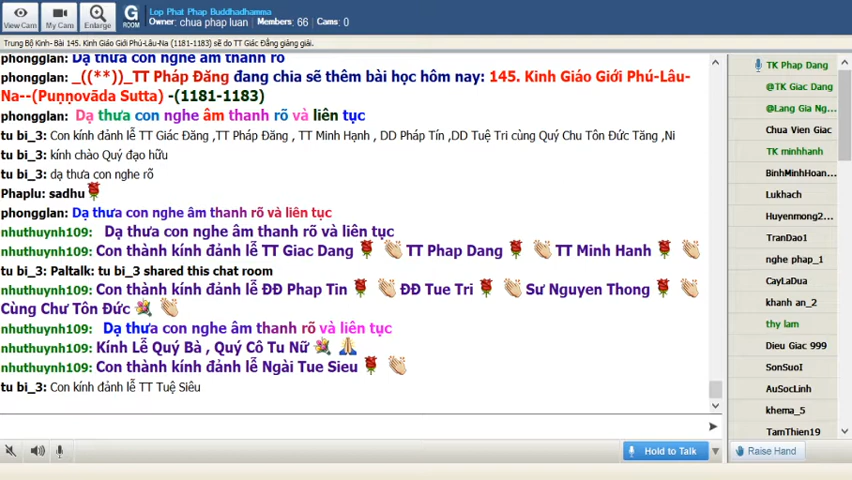 Lop Phat Phap Buddhadhamma
Owner: chua phap luan Members: 66 Cams: 0
View Cam My Cam Enlarge G ROOM
Trung Bộ Kinh- Bài 145. Kinh Giáo Giới Phú-Lâu-Na (1181-1183) sẽ do TT Giác Đẳng giảng giải.
phongglan: Dạ thưa con nghe âm thanh rõ
phongglan: _((**))_TT Pháp Đăng đang chia sẽ thêm bài học hôm nay: 145. Kinh Giáo Giới Phú-Lâu-
Na--(Puṇṇovāda Sutta) -(1181-1183)
phongglan: Dạ thưa con nghe âm thanh rõ và liên tục
tu bi_3: Con kính đảnh lễ TT Giác Đăng ,TT Pháp Đăng , TT Minh Hạnh , DD Pháp Tín ,DD Tuệ Tri cùng Quý Chu Tôn Đức Tăng ,Ni
tu bi_3: kính chào Quý đạo hữu
tu bi_3: dạ thưa con nghe rõ
Phaplu: sadhu
phongglan: Dạ thưa con nghe âm thanh rõ và liên tục
nhuthuynh109: Dạ thưa con nghe âm thanh rõ và liên tục
nhuthuynh109: Con thành kính đảnh lễ TT Giac Dang TT Phap Dang TT Minh Hanh
tu bi_3: Paltalk: tu bi_3 shared this chat room
nhuthuynh109: Con thành kính đảnh lễ ĐĐ Phap Tin ĐĐ Tue Tri Sư Nguyen Thong
Cùng Chư Tôn Đức
nhuthuynh109: Dạ thưa con nghe âm thanh rõ và liên tục
nhuthuynh109: Kính Lễ Quý Bà , Quý Cô Tu Nữ
nhuthuynh109: Con thành kính đảnh lễ Ngài Tue Sieu
tu bi_3: Con kính đảnh lễ TT Tuệ Siêu
Hold to Talk
TK Phap Dang
@TK Giac Dang
@Lang Gia Ng...
Chua Vien Giac
TK minhhanh
BinhMinhHoan...
Lukhach
Huyenmong2...
TranDao1
nghe phap_1
CayLaDua
khanh an_2
thy lam
Dieu Giac 999
SonSuoI
AuSocLinh
khema_5
TamThien19
Raise Hand